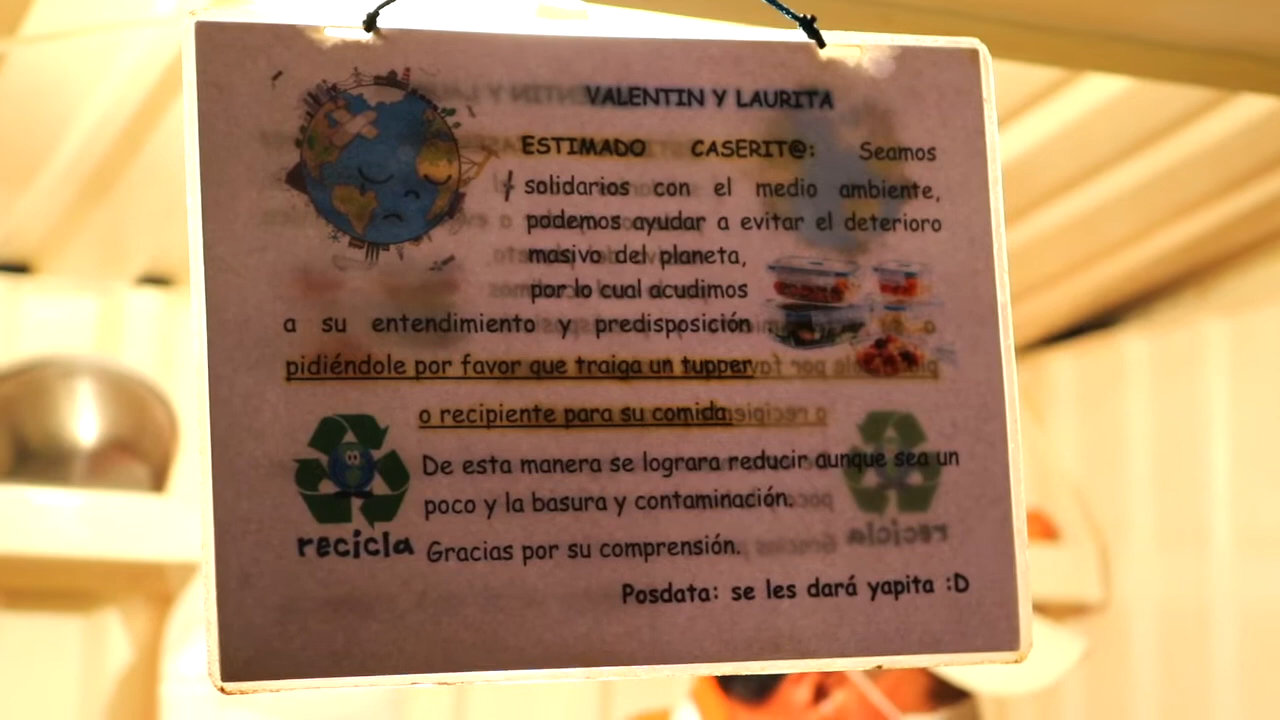 VALENTIN Y LAURITA
ESTIMADO CASERIT@: Seamos
solidarios con el medio ambiente,
podemos ayudar a evitar el deterioro
masivo del planeta,
por lo cual acudimos
a su entendimiento y predisposición
pidiéndole por favor que traiga un tupper
o recipiente para su comida.
De esta manera se lograra reducir aunque sea un
poco y la basura y contaminación.
recicla
Gracias por su comprensión.
Posdata: se les dará yapita :D